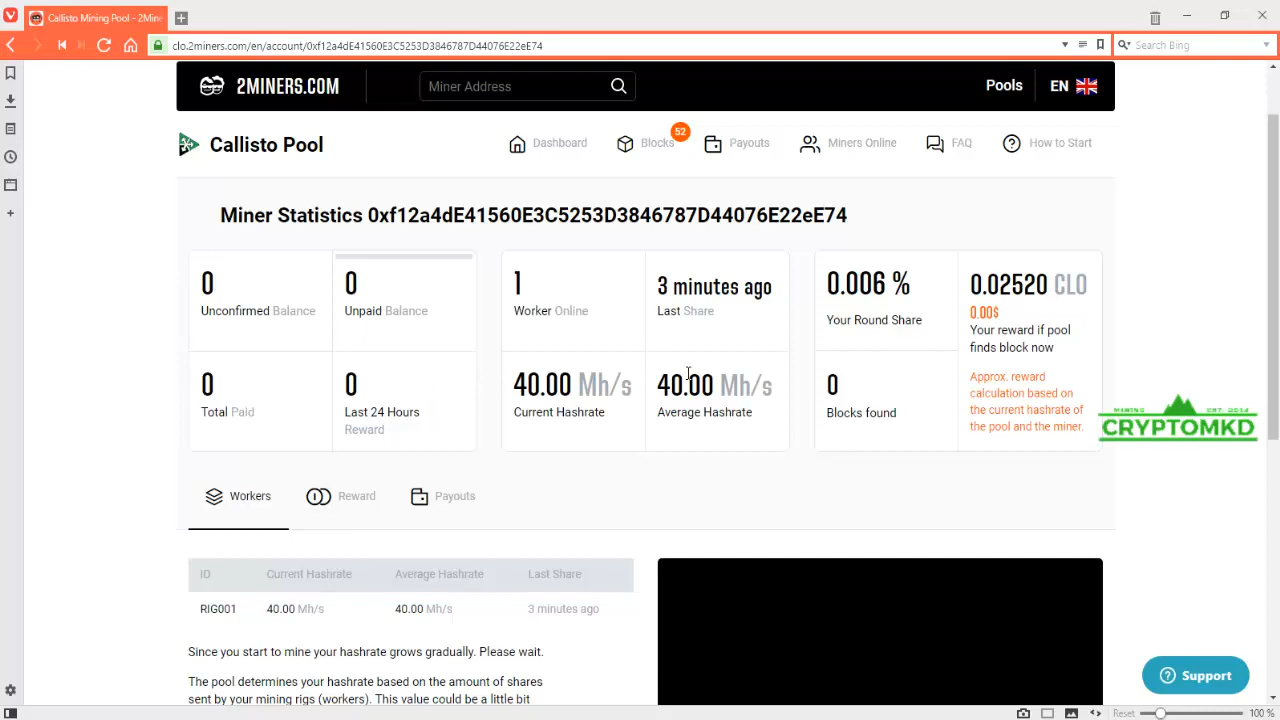 Callisto Mining Pool - 2Mine
clo.2miners.com/en/account/0xf12a4dE41560E3C5253D3846787D44076E22eE74
Search Bing
2MINERS.COM
Miner Address
Pools
EN
Callisto Pool
Dashboard
Blocks
52
Payouts
Miners Online
FAQ
How to Start
Miner Statistics 0xf12a4dE41560E3C5253D3846787D44076E22eE74
0
Unconfirmed Balance
0
Unpaid Balance
0
Total Paid
0
Last 24 Hours
Reward
1
Worker Online
3 minutes ago
Last Share
40.00 Mh/s
Current Hashrate
40.00 Mh/s
Average Hashrate
0.006 %
Your Round Share
0
Blocks found
0.02520 CLO
0.00$
Your reward if pool
finds block now
Approx. reward
calculation based on
the current hashrate of
the pool and the miner.
MINING EST. 2014
CRYPTOMKD
Workers
Reward
Payouts
ID Current Hashrate Average Hashrate Last Share
RIG001 40.00 Mh/s 40.00 Mh/s 3 minutes ago
Since you start to mine your hashrate grows gradually. Please wait.
The pool determines your hashrate based on the amount of shares
sent by your mining rigs (workers). This value could be a little bit
Support
Reset
100 %